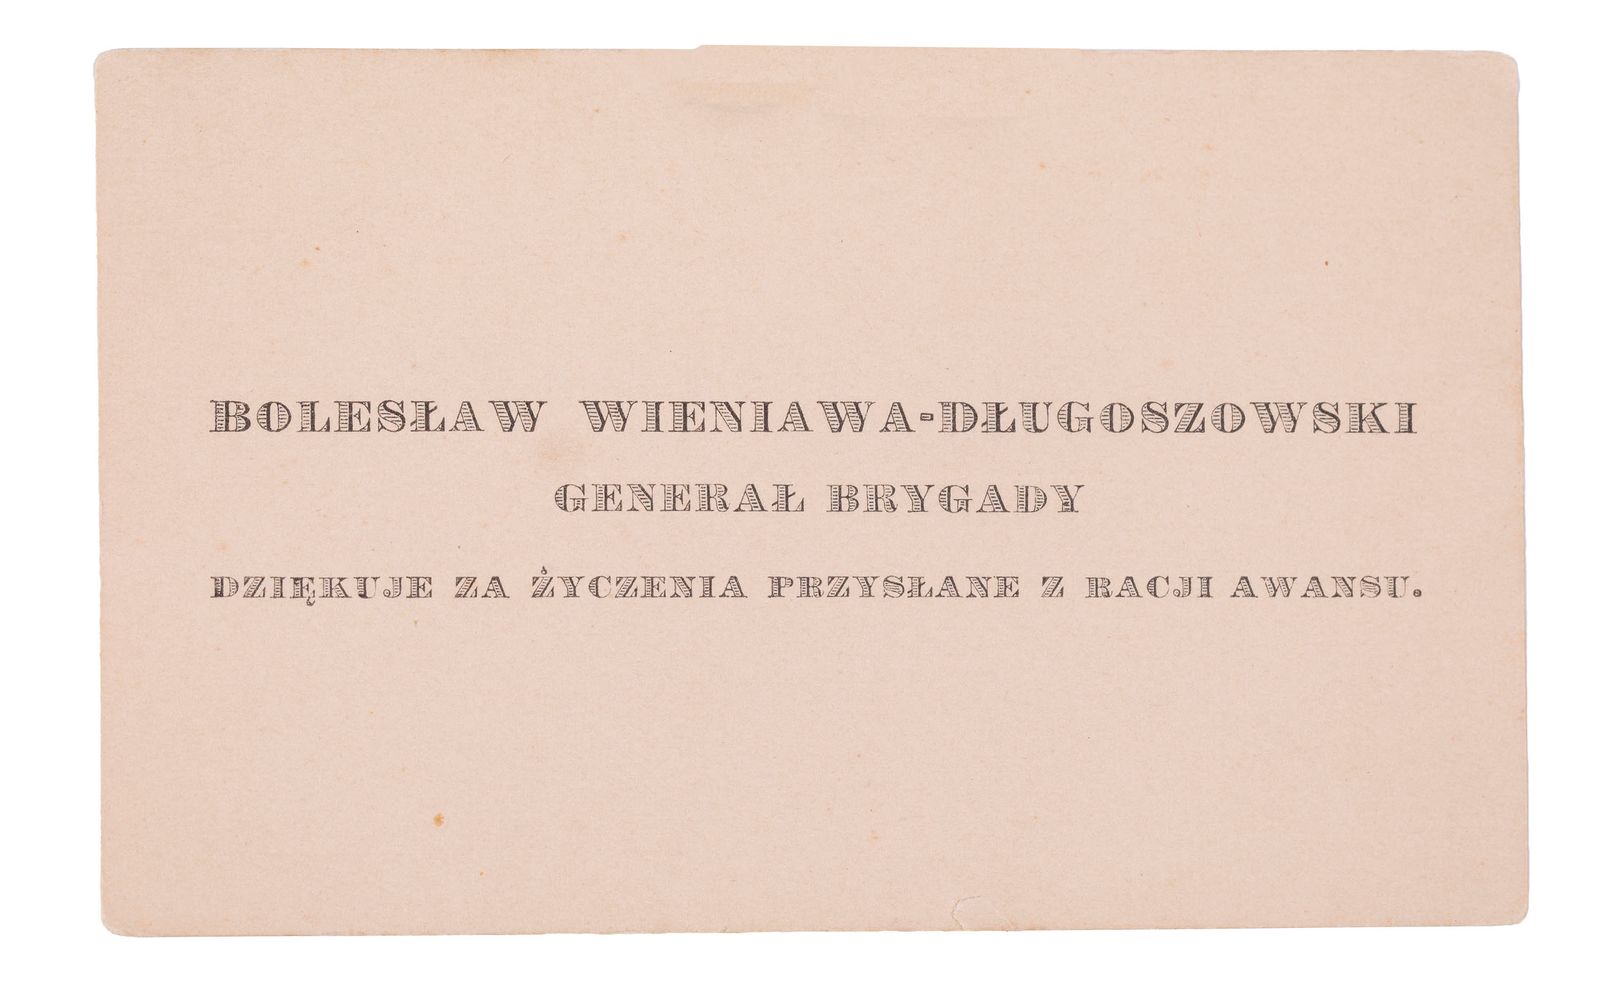 BOLESŁAW WIENIAWA-DŁUGOSZOWSKI
GENERAŁ BRYGADY
DZIĘKUJE ZA ŻYCZENIA PRZYSŁANE Z RACJI AWANSU.